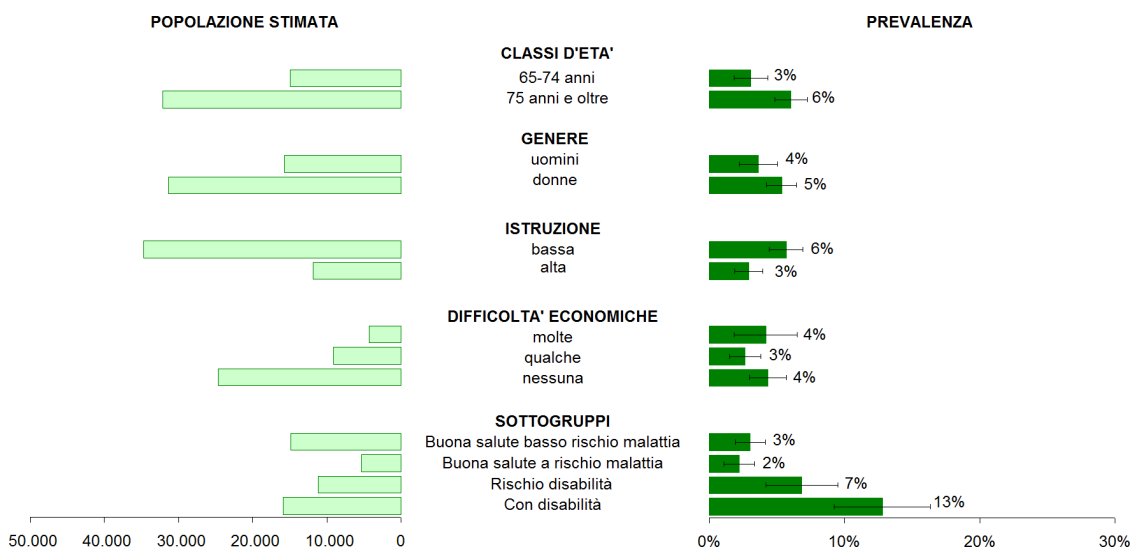 POPOLAZIONE STIMATA PREVALENZA
CLASSI D'ETA'
65-74 anni 3%
75 anni e oltre 6%
GENERE
uomini 4%
donne 5%
ISTRUZIONE
bassa 6%
alta 3%
DIFFICOLTA' ECONOMICHE
molte 4%
qualche 3%
nessuna 4%
SOTTOGRUPPI
Buona salute basso rischio malattia 3%
Buona salute a rischio malattia 2%
Rischio disabilità 7%
Con disabilità 13%
50.000 40.000 30.000 20.000 10.000 0 0% 10% 20% 30%